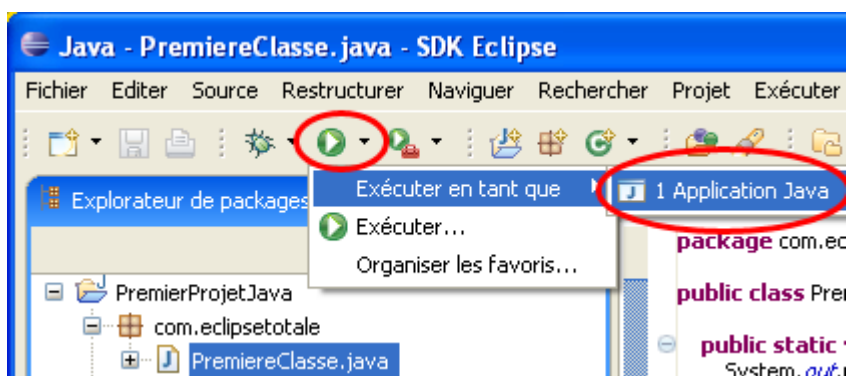 Java - PremiereClasse.java - SDK Eclipse
Fichier Editer Source Restructurer Naviguer Rechercher Projet Exécuter
Explorateur de packages
Exécuter en tant que
1 Application Java
Exécuter...
Organiser les favoris...
package com.ec
PremierProjetJava
public class Prer
com.eclipsetotale
public static
PremiereClasse.java
System.out.